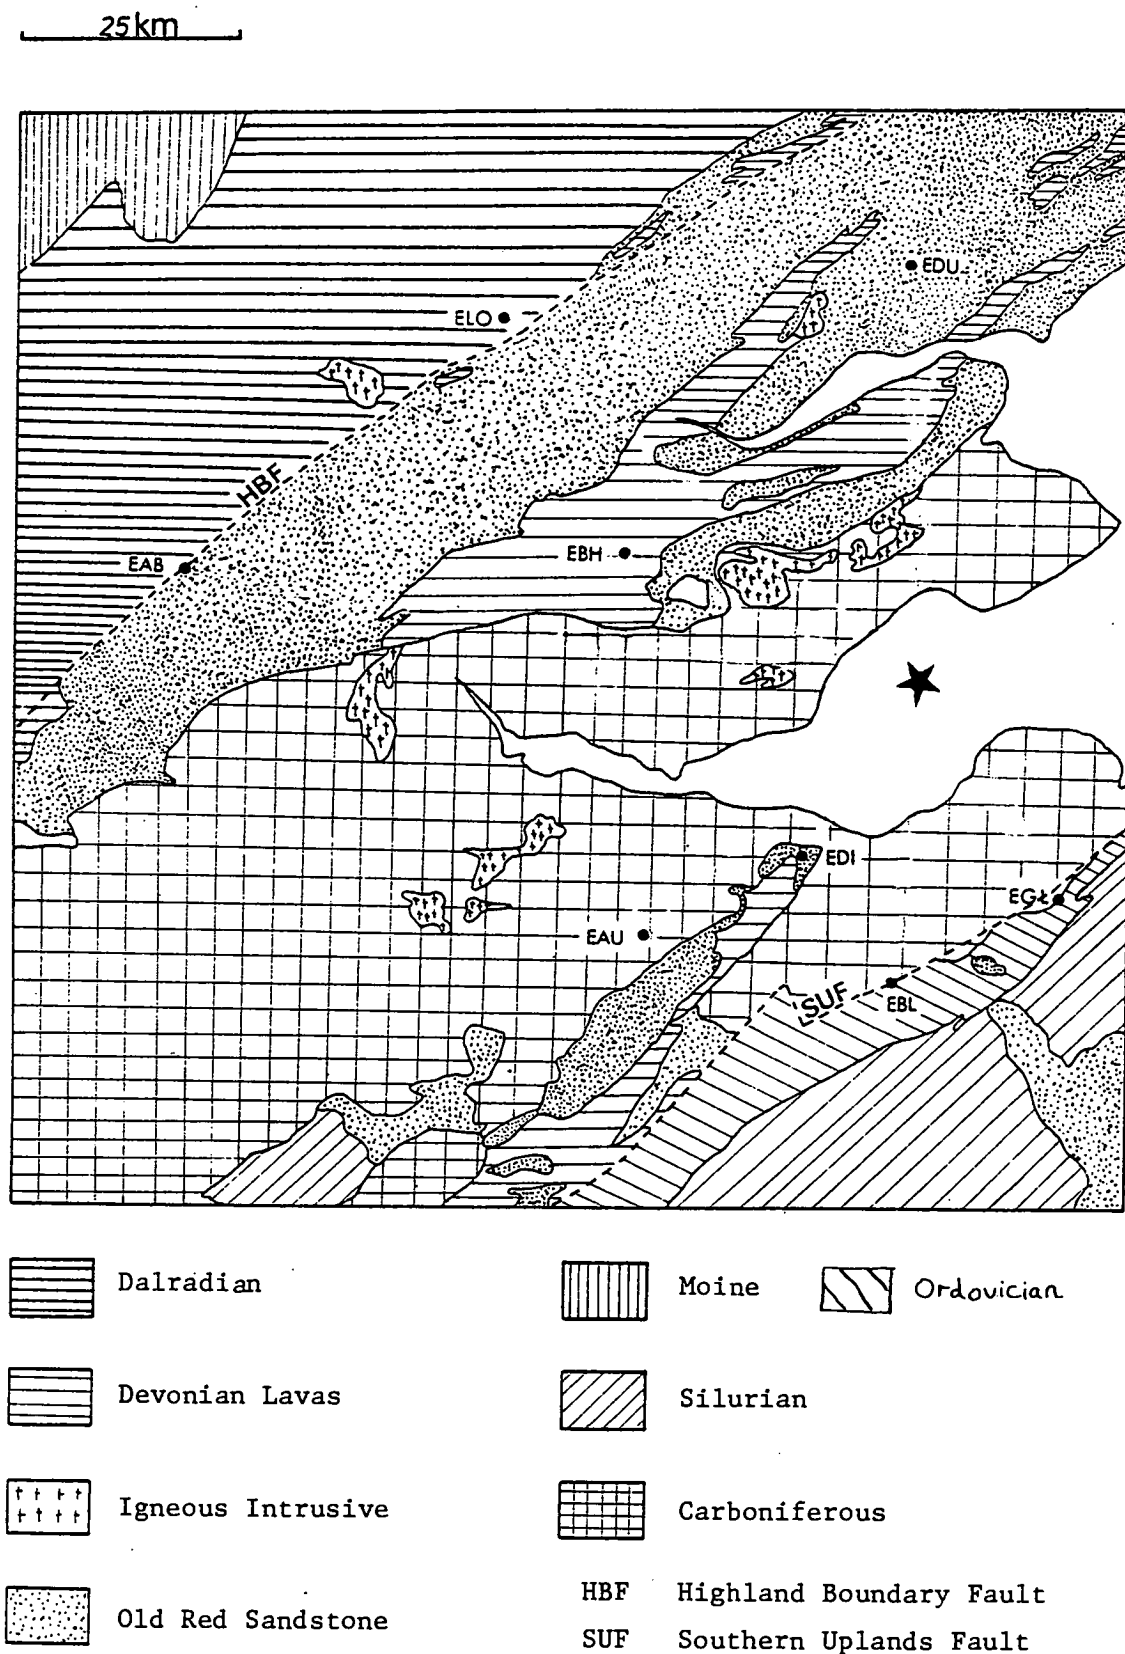 25km
EDU
ELO
HBF
EAB
EBH
EDI
EGL
EAU
SUF
EBL
Dalradian
Moine
Ordovician
Devonian Lavas
Silurian
Igneous Intrusive
Carboniferous
Old Red Sandstone
HBF Highland Boundary Fault
SUF Southern Uplands Fault